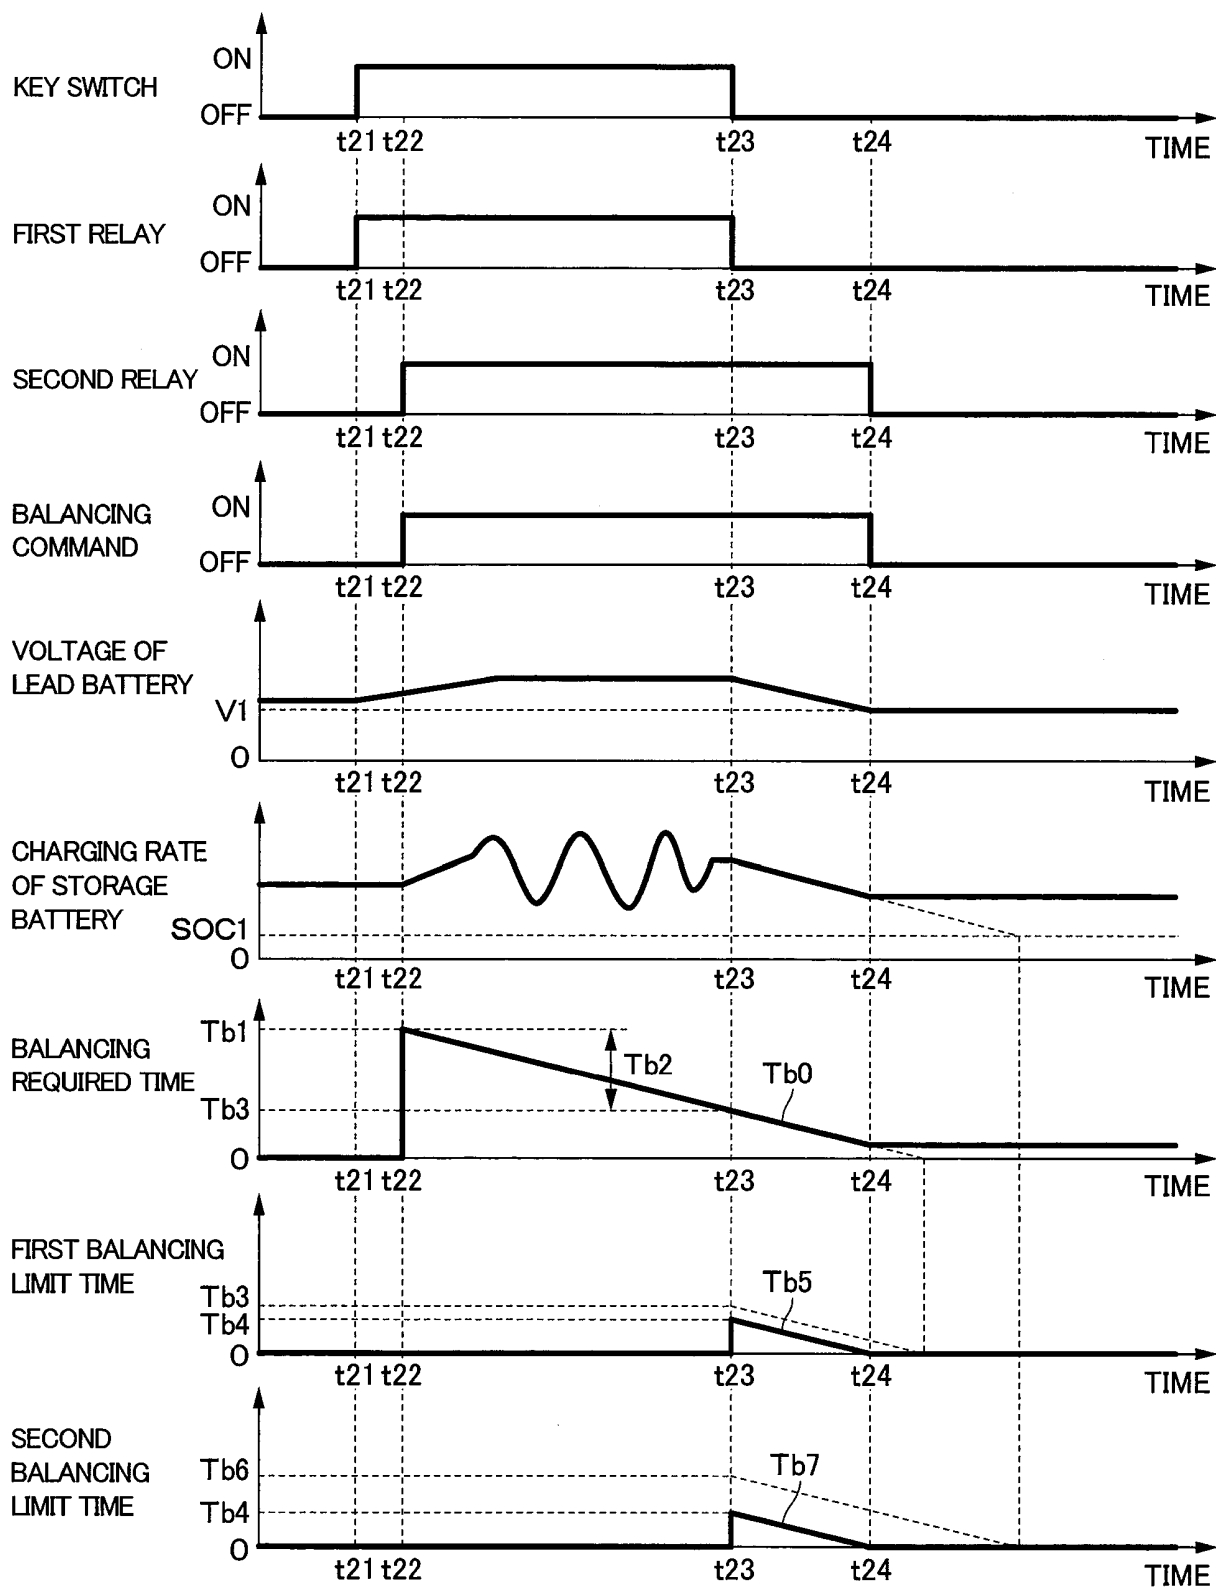 ON
KEY SWITCH
OFF
t21 t22 t23 t24
TIME
ON
FIRST RELAY
OFF
t21 t22 t23 t24
TIME
ON
SECOND RELAY
OFF
t21 t22 t23 t24
TIME
ON
BALANCING
COMMAND
OFF
t21 t22 t23 t24
TIME
VOLTAGE OF
LEAD BATTERY
V1
0
t21 t22 t23 t24
TIME
CHARGING RATE
OF STORAGE
BATTERY
SOC1
0
t21 t22 t23 t24
TIME
Tb1
BALANCING
REQUIRED TIME
Tb2
Tb0
Tb3
0
t21 t22 t23 t24
TIME
FIRST BALANCING
LIMIT TIME
Tb5
Tb3
Tb4
0
t21 t22 t23 t24
TIME
SECOND
BALANCING
LIMIT TIME
Tb6
Tb7
Tb4
0
t21 t22 t23 t24
TIME